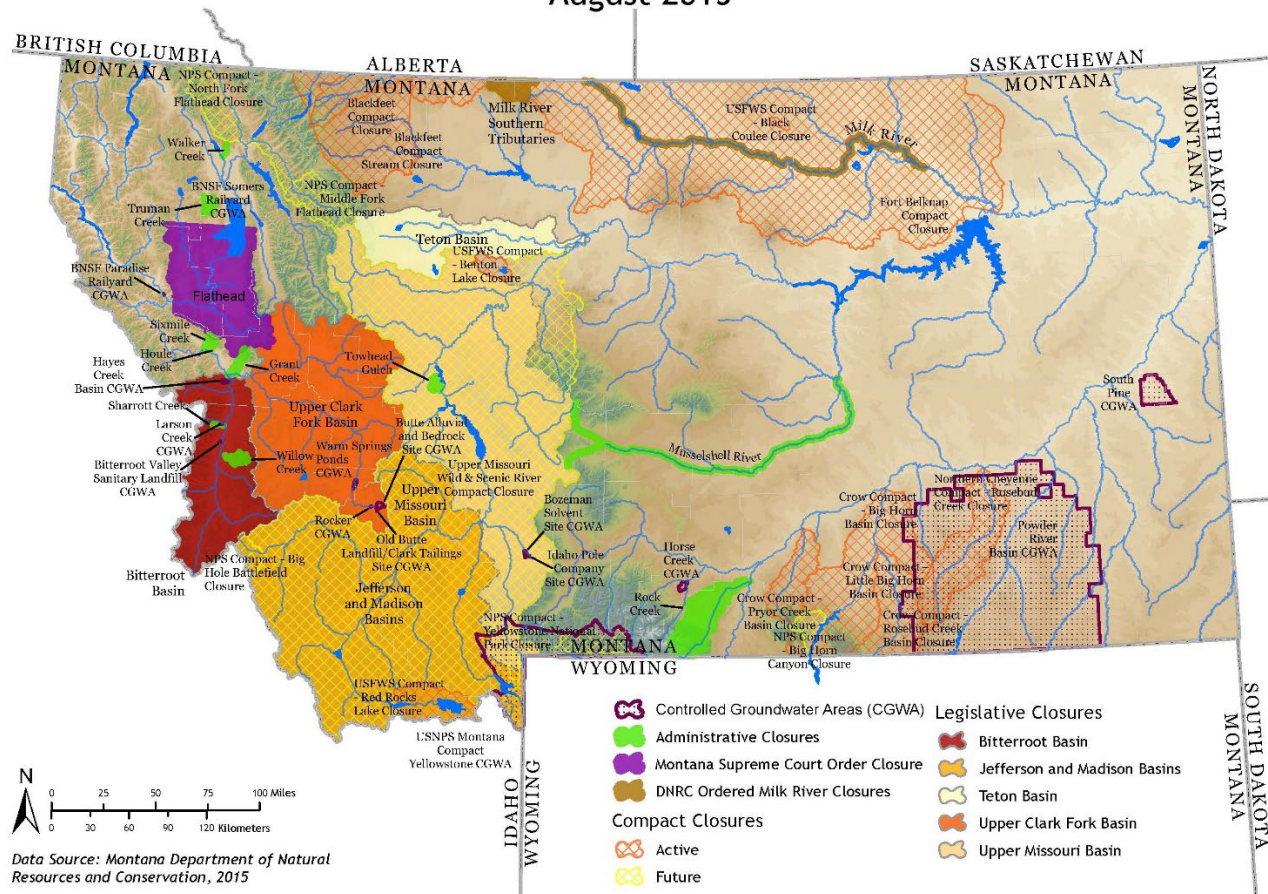 August 2015
BRITISH COLUMBIA
MONTANA
ALBERTA
MONTANA
SASKATCHEWAN
MONTANA
NORTH DAKOTA
MONTANA
NPS Compact -
North Fork
Flathead Closure
Blackfeet
Compact
Closure
Blackfeet
Compact
Stream Closure
Milk River
Southern
Tributaries
USFWS Compact
- Black
Coulee Closure
Milk River
Walker
Creek
BNSF Somers
Railyard
CGWA
Truman
Creek
NPS Compact -
Middle Fork
Flathead Closure
Fort Belknap
Compact
Closure
Teton Basin
USFWS Compact
- Benton
Lake Closure
BNSF Paradise
Railyard
CGWA
Flathead
Sixmile
Creek
Houle
Creek
Hayes
Creek
Basin CGWA
Grant
Creek
Towhead
Gulch
Sharrott Creek
Larson
Creek
CGWA
Bitterroot Valley
Sanitary Landfill
CGWA
Upper Clark
Fork Basin
Willow
Creek
Warm Springs
Ponds
CGWA
Butte Alluvial
and Bedrock
Site CGWA
Upper Missouri
Wild & Scenic River
Compact Closure
Musselshell River
South
Pine
CGWA
Upper
Missouri
Basin
Rocker
CGWA
Old Butte
Landfill/Clark Tailings
Site CGWA
Bozeman
Solvent
Site CGWA
Idaho Pole
Company
Site CGWA
Horse
Creek
CGWA
Rock
Creek
Crow Compact
- Big Horn
Basin Closure
Northern Cheyenne
Compact - Rosebud
Creek Closure
Powder
River
Basin CGWA
Crow Compact -
Little Big Horn
Basin Closure
Crow Compact -
Pryor Creek
Basin Closure
Crow Compact -
Rosebud Creek
Basin Closure
NPS Compact
- Big Horn
Canyon Closure
Bitterroot
Basin
NPS Compact - Big
Hole Battlefield
Closure
Jefferson
and Madison
Basins
NPS Compact -
Yellowstone National
Park Closure
MONTANA
WYOMING
USFWS Compact
- Red Rocks
Lake Closure
USNPS Montana
Compact
Yellowstone CGWA
IDAHO
WYOMING
SOUTH DAKOTA
MONTANA
Controlled Groundwater Areas (CGWA)
Administrative Closures
Montana Supreme Court Order Closure
DNRC Ordered Milk River Closures
Compact Closures
Active
Future
Legislative Closures
Bitterroot Basin
Jefferson and Madison Basins
Teton Basin
Upper Clark Fork Basin
Upper Missouri Basin
N
0 25 50 75 100 Miles
0 30 60 90 120 Kilometers
Data Source: Montana Department of Natural
Resources and Conservation, 2015